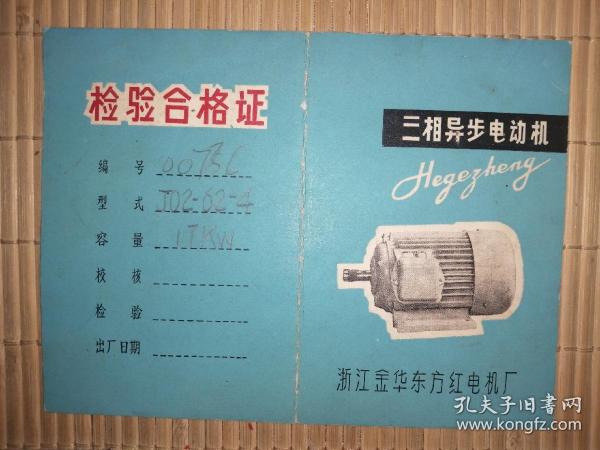 检验合格证
编号
型式 JO2-62-4
容量 17KW
校核
检验
出厂日期
三相异步电动机
Hegezheng
浙江金华东方红电机厂
孔夫子旧书网
www.kongfz.com